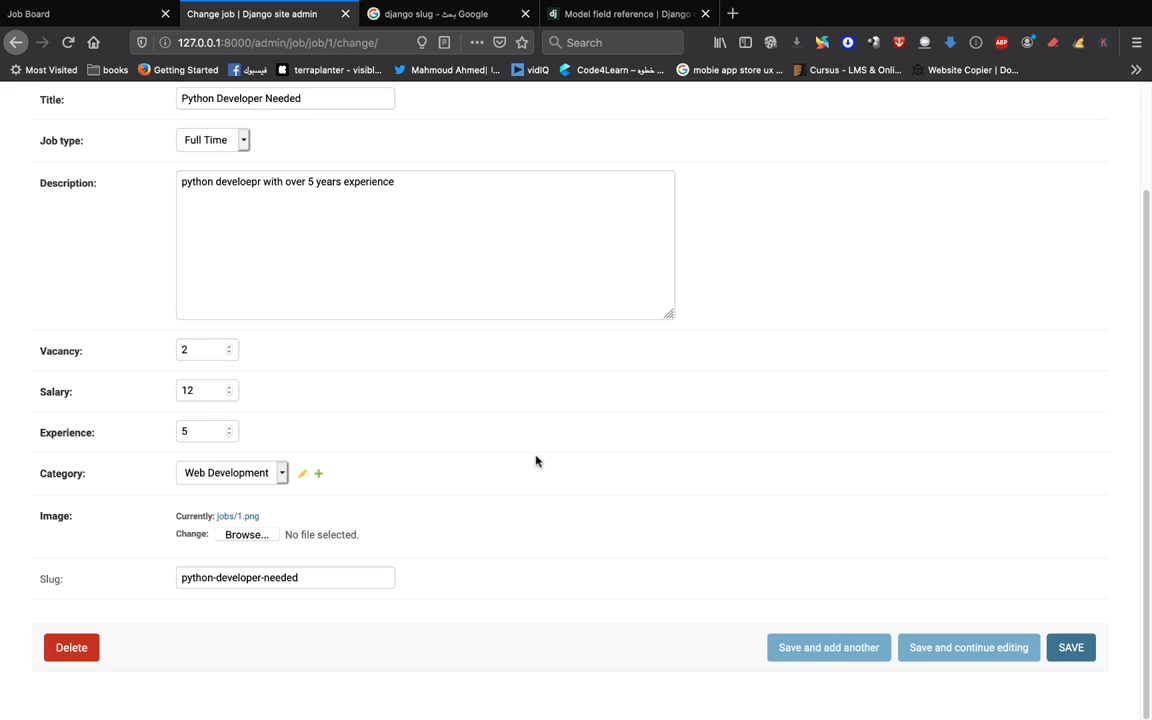 Job Board
Change job | Django site admin
django slug - بحث Google
Model field reference | Django
127.0.0.1:8000/admin/job/job/1/change/
Search
Most Visited
books
Getting Started
فيسبوك
terraplanter - visibl...
Mahmoud Ahmed| ا...
vidIQ
Code4Learn – خطوه ...
mobie app store ux ...
Cursus - LMS & Onli...
Website Copier | Do...
Title:
Python Developer Needed
Job type:
Full Time
Description:
python develoepr with over 5 years experience
Vacancy:
2
Salary:
12
Experience:
5
Category:
Web Development
Image:
Currently: jobs/1.png
Change: Browse... No file selected.
Slug:
python-developer-needed
Delete
Save and add another
Save and continue editing
SAVE